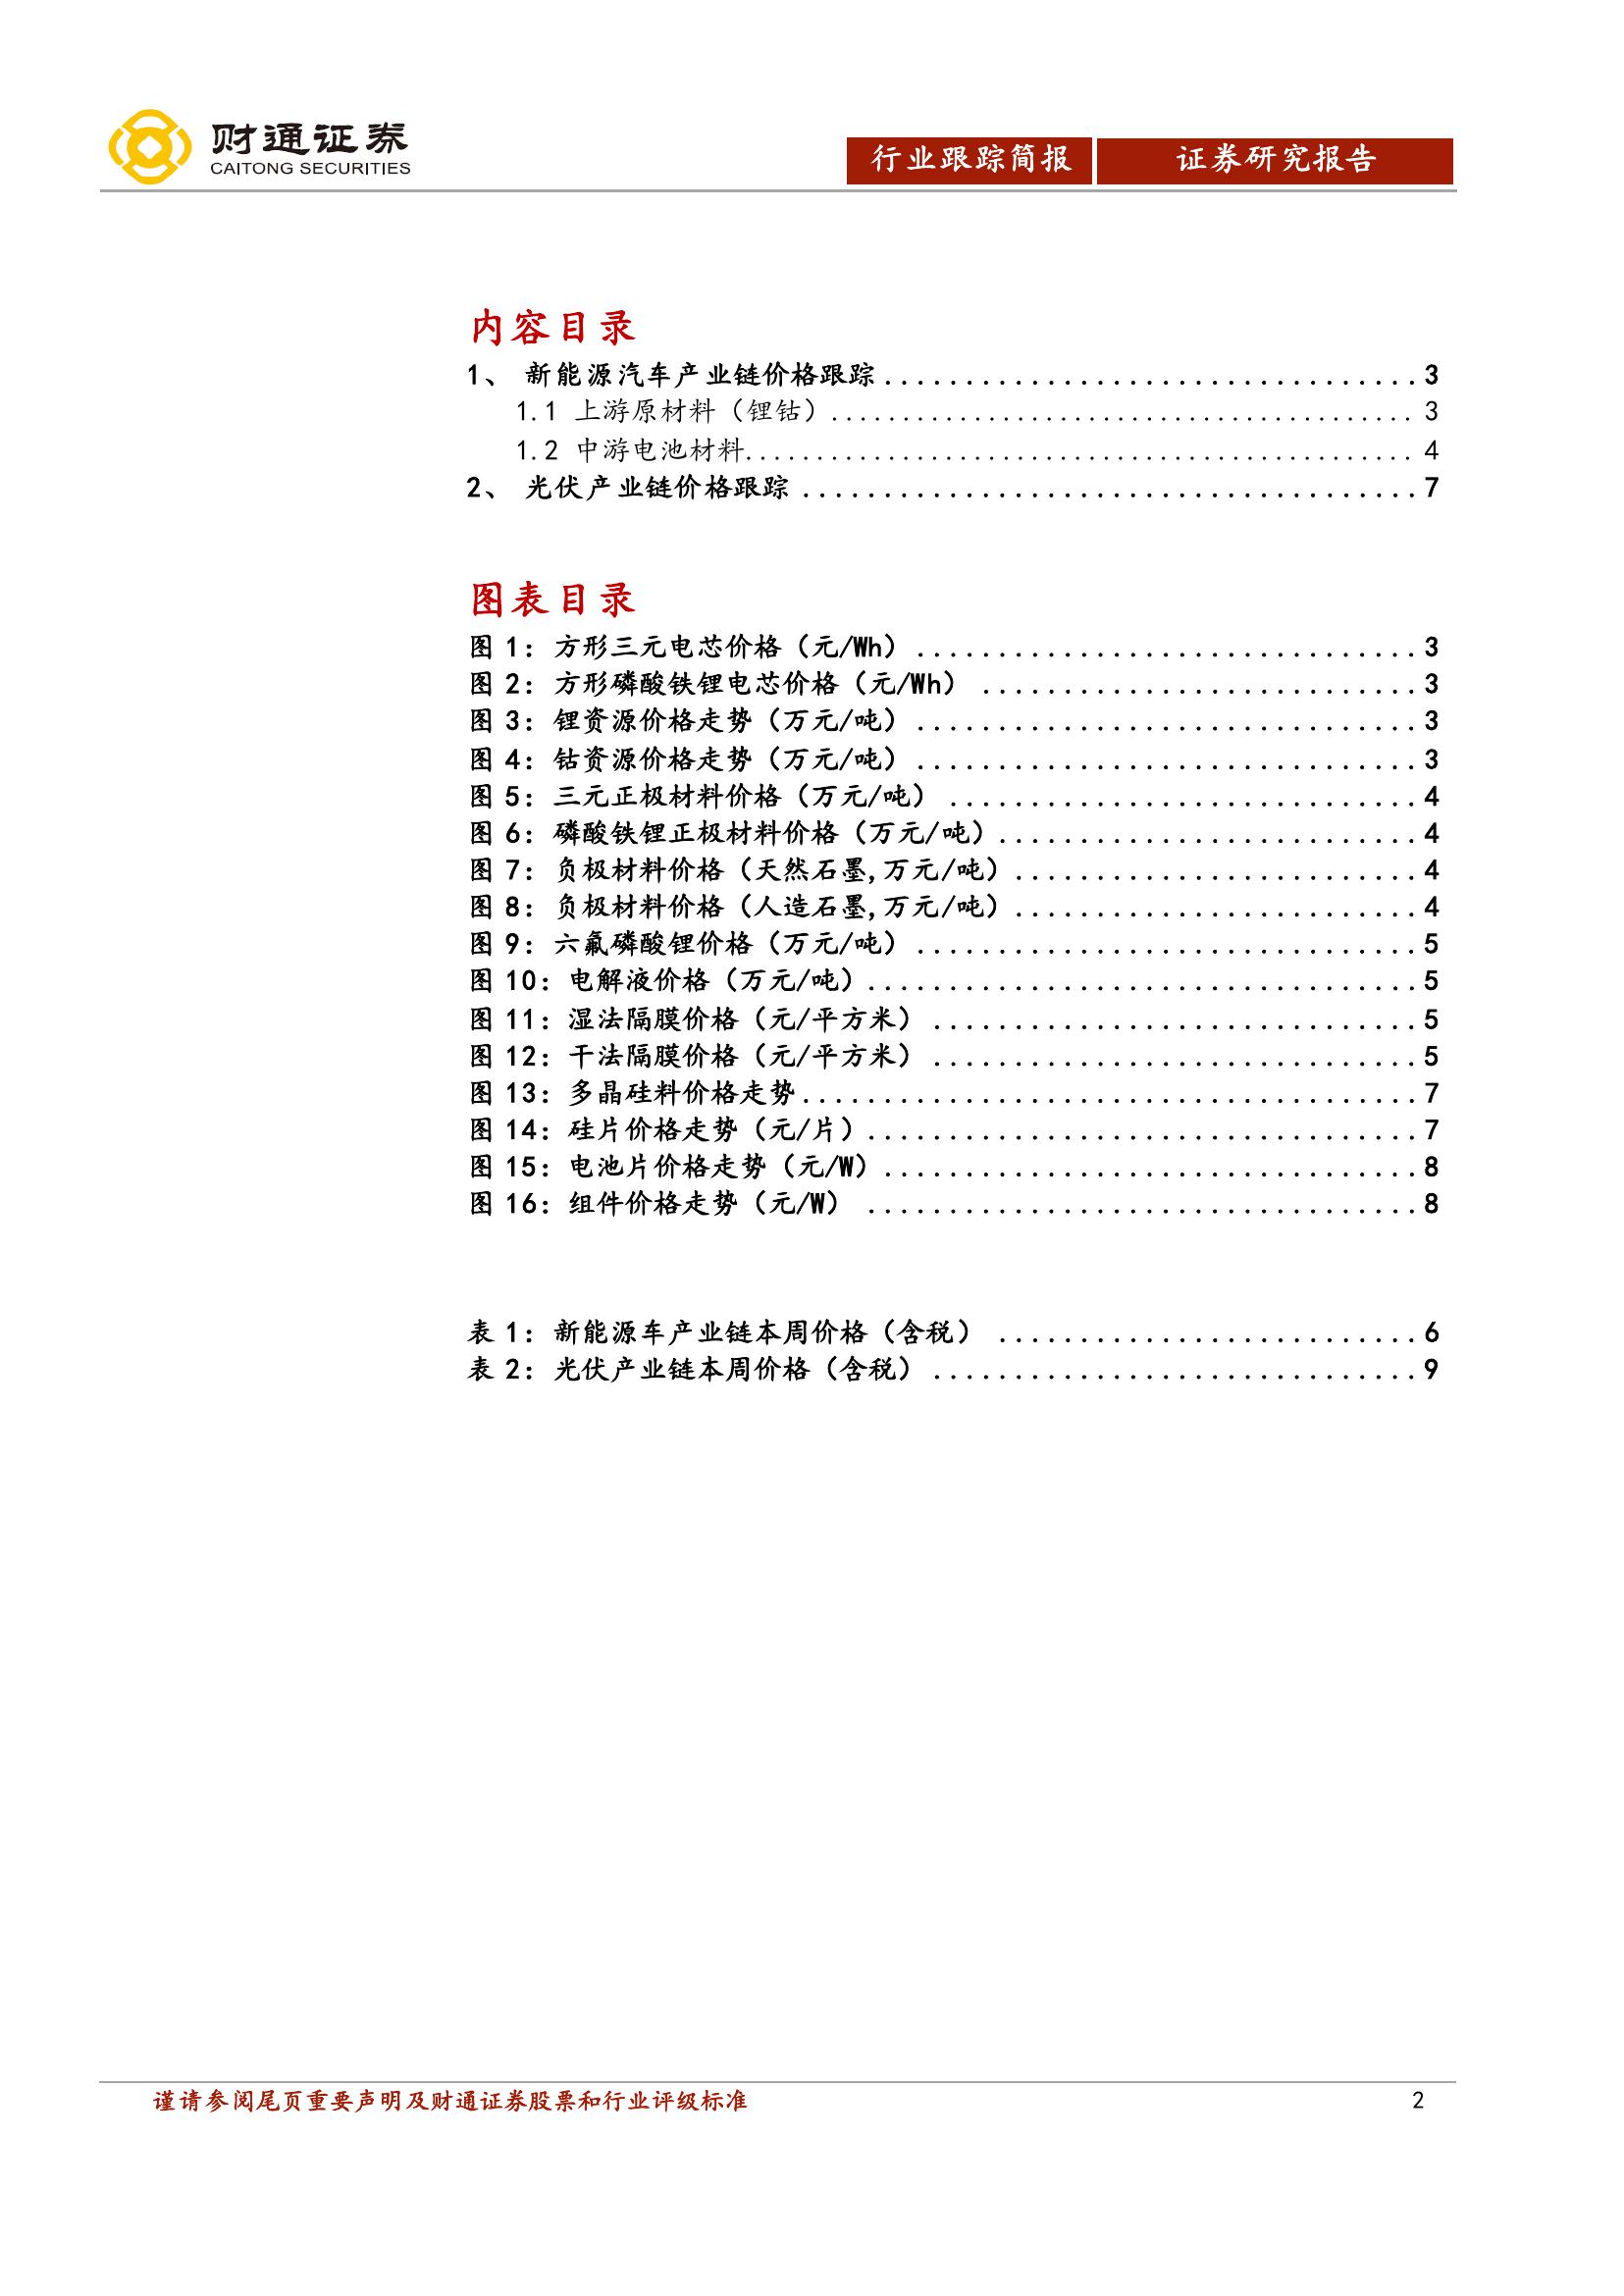 财通证券
CAITONG SECURITIES
行业跟踪简报 证券研究报告
内容目录
1、 新能源汽车产业链价格跟踪.................................3
1.1 上游原材料（锂钴）.........................................3
1.2 中游电池材料...............................................4
2、 光伏产业链价格跟踪......................................7
图表目录
图 1：方形三元电芯价格（元/Wh）...............................3
图 2：方形磷酸铁锂电芯价格（元/Wh）...........................3
图 3：锂资源价格走势（万元/吨）...............................3
图 4：钴资源价格走势（万元/吨）...............................3
图 5：三元正极材料价格（万元/吨）.............................4
图 6：磷酸铁锂正极材料价格（万元/吨）..........................4
图 7：负极材料价格（天然石墨,万元/吨）.........................4
图 8：负极材料价格（人造石墨,万元/吨）.........................4
图 9：六氟磷酸锂价格（万元/吨）...............................5
图 10：电解液价格（万元/吨）..................................5
图 11：湿法隔膜价格（元/平方米）..............................5
图 12：干法隔膜价格（元/平方米）..............................5
图 13：多晶硅料价格走势......................................7
图 14：硅片价格走势（元/片）..................................7
图 15：电池片价格走势（元/W）.................................8
图 16：组件价格走势（元/W）..................................8
表 1：新能源车产业链本周价格（含税）..........................6
表 2：光伏产业链本周价格（含税）..............................9
谨请参阅尾页重要声明及财通证券股票和行业评级标准 2